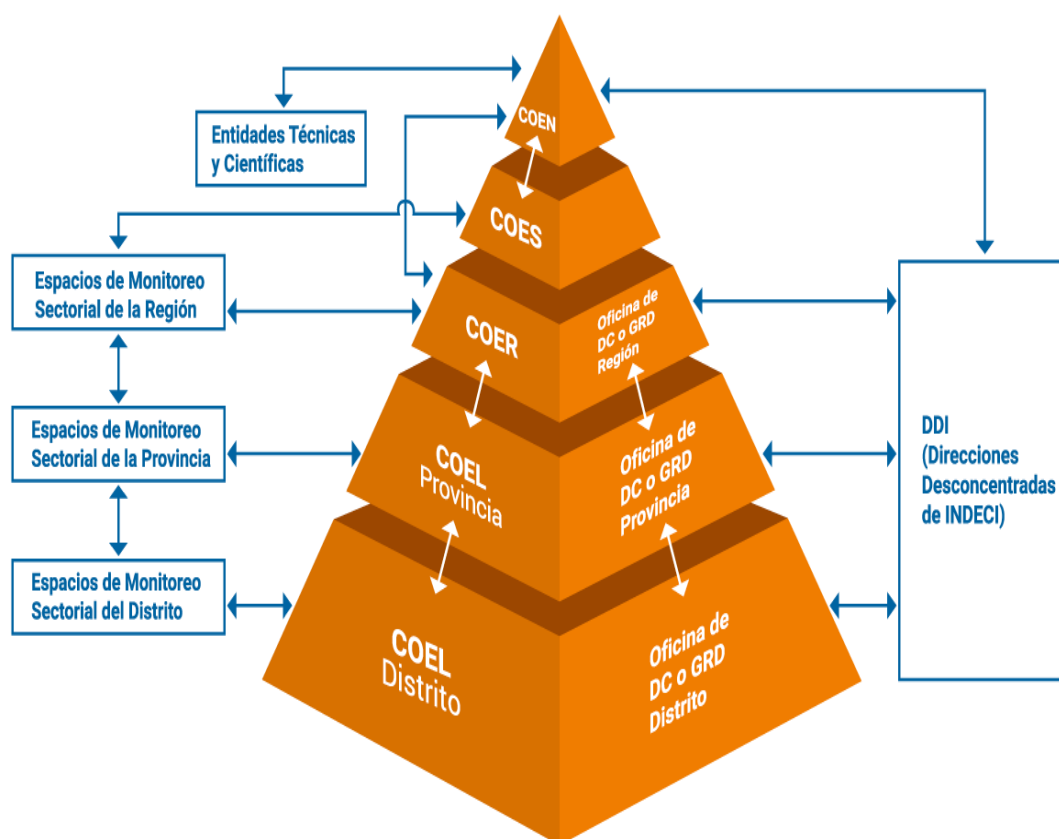 Entidades Técnicas
y Científicas
COEN
COES
Espacios de Monitoreo
Sectorial de la Región
COER
Oficina de
DC o GRD
Región
Espacios de Monitoreo
Sectorial de la Provincia
COEL
Provincia
Oficina de
DC o GRD
Provincia
DDI
(Direcciones
Desconcentradas
de INDECI)
Espacios de Monitoreo
Sectorial del Distrito
COEL
Distrito
Oficina de
DC o GRD
Distrito